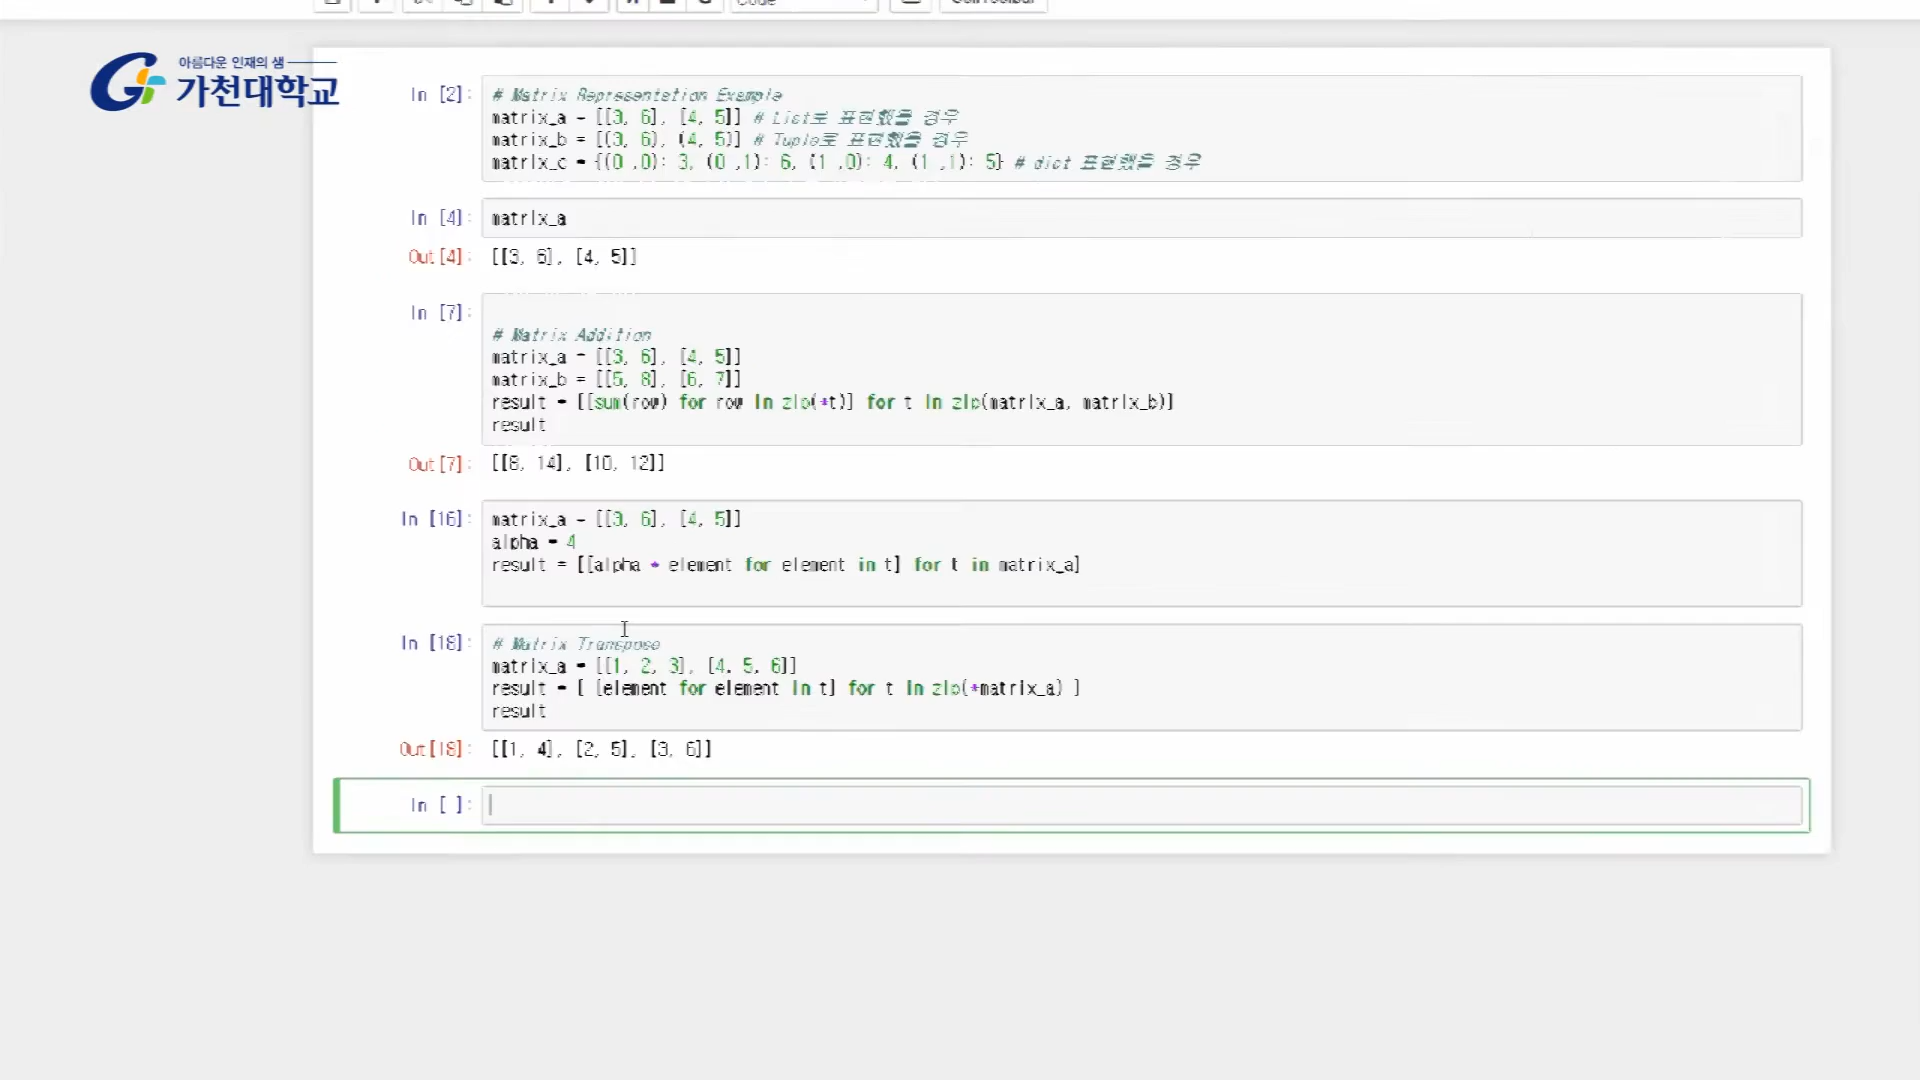 Code
CellToolbar
아름다운 인재의 샘
가천대학교
In [2]:
# Matrix Representation Example
matrix_a = [[3, 6], [4, 5]] # List로 표현했을 경우
matrix_b = [(3, 6), (4, 5)] # Tuple로 표현했을 경우
matrix_c = {(0 ,0): 3, (0 ,1): 6, (1 ,0): 4, (1 ,1): 5} # dict 표현했을 경우
In [4]: matrix_a
Out[4]: [[3, 6], [4, 5]]
In [7]:
# Matrix Addition
matrix_a = [[3, 6], [4, 5]]
matrix_b = [[5, 8], [6, 7]]
result = [[sum(row) for row in zip(*t)] for t in zip(matrix_a, matrix_b)]
result
Out[7]: [[8, 14], [10, 12]]
In [16]: matrix_a = [[3, 6], [4, 5]]
alpha = 4
result = [[alpha * element for element in t] for t in matrix_a]
In [18]: # Matrix Transpose
matrix_a = [[1, 2, 3], [4, 5, 6]]
result = [ [element for element in t] for t in zip(*matrix_a) ]
result
Out[18]: [[1, 4], [2, 5], [3, 6]]
In [ ]: